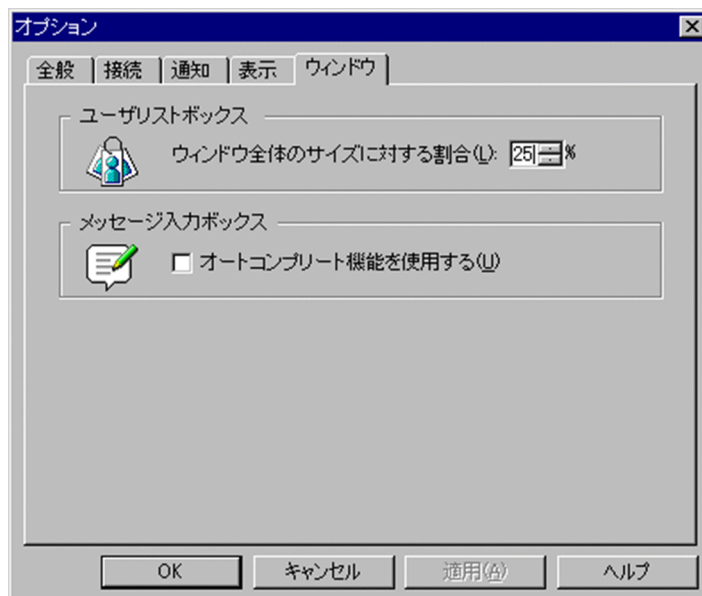 オプション
全般 接続 通知 表示 ウィンドウ
ユーザリストボックス
ウィンドウ全体のサイズに対する割合(L): 25 %
メッセージ入力ボックス
オートコンプリート機能を使用する(U)
OK キャンセル 適用(A) ヘルプ